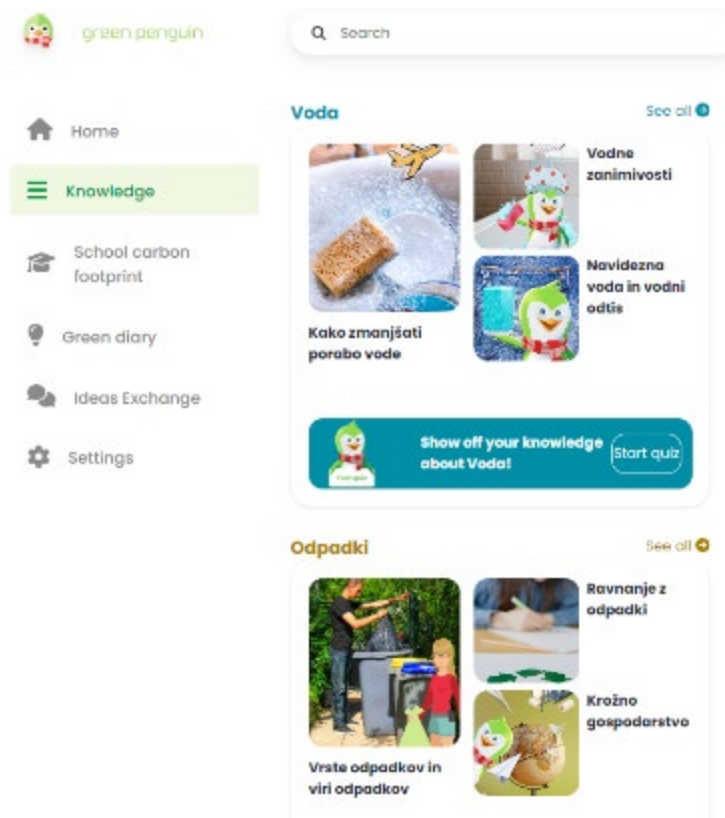 green penguin
Search
Home
Knowledge
School carbon
footprint
Green diary
Ideas Exchange
Settings
Voda
See all
Kako zmanjšati
porabo vode
Vodne
zanimivosti
Navidezna
voda in vodni
odtis
Show off your knowledge
about Voda!
Start quiz
Odpadki
See all
Vrste odpadkov in
viri odpadkov
Ravnanje z
odpadki
Krožno
gospodarstvo